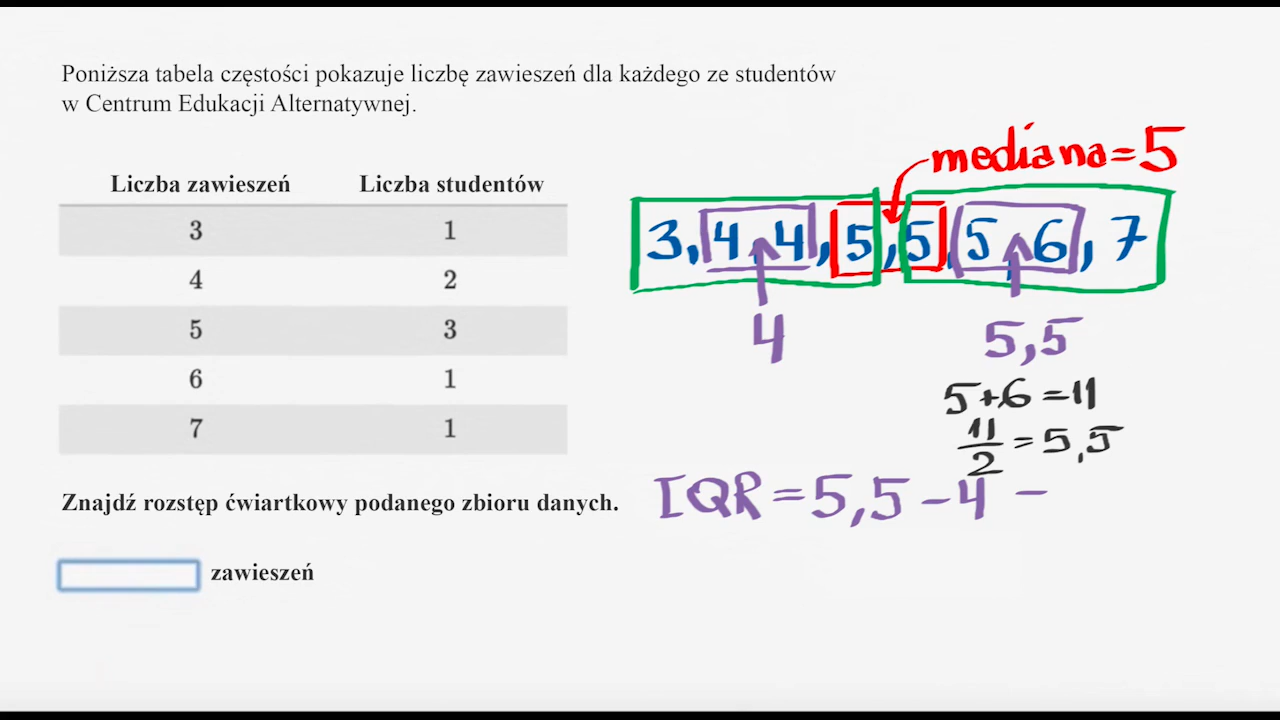 Poniższa tabela częstości pokazuje liczbę zawieszeń dla każdego ze studentów
w Centrum Edukacji Alternatywnej.
Liczba zawieszeń Liczba studentów
3 1
4 2
5 3
6 1
7 1
Znajdź rozstęp ćwiartkowy podanego zbioru danych.
zawieszeń
mediana=5
3, 4, 4, 5, 5, 5, 6, 7
4 5,5
5+6=11
11/2 = 5,5
IQR = 5,5 – 4 –